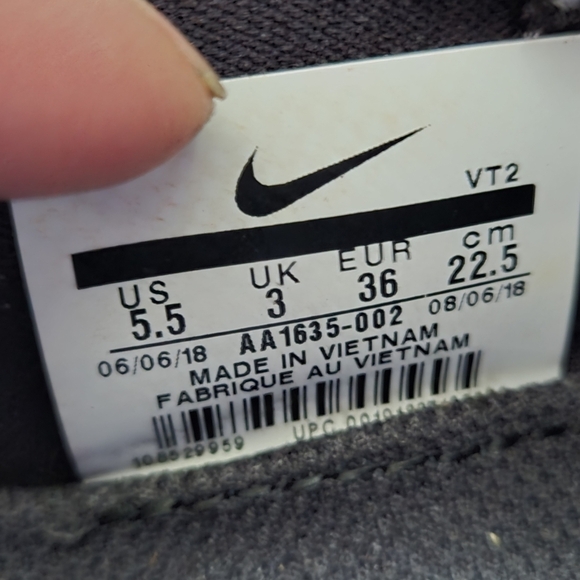 VT2
US UK EUR cm
5.5 3 36 22.5
06/06/18 AA1635-002 08/06/18
MADE IN VIETNAM
FABRIQUE AU VIETNAM
UPC